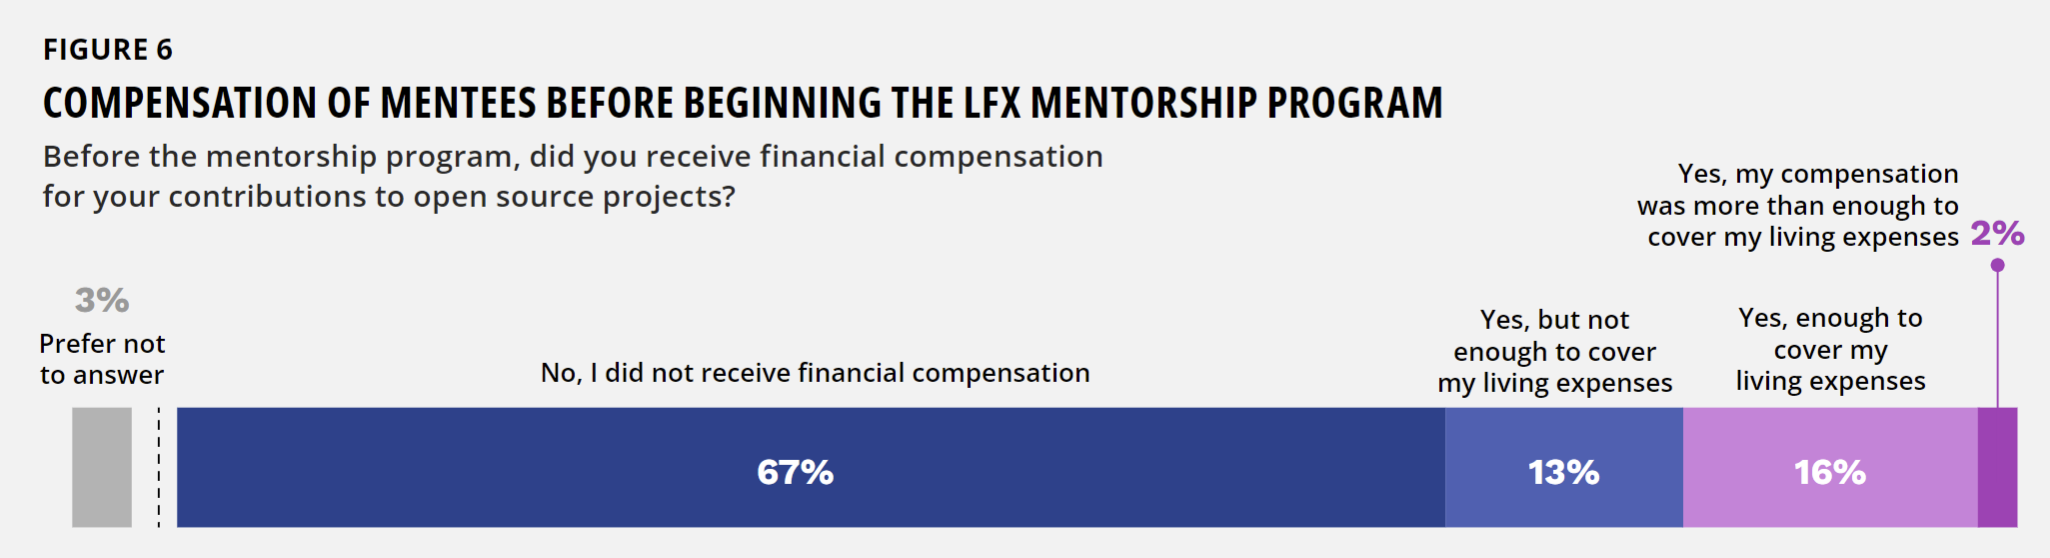 FIGURE 6
COMPENSATION OF MENTEES BEFORE BEGINNING THE LFX MENTORSHIP PROGRAM
Before the mentorship program, did you receive financial compensation
for your contributions to open source projects?
3%
Prefer not
to answer
No, I did not receive financial compensation
67%
Yes, but not
enough to cover
my living expenses
13%
Yes, enough to
cover my
living expenses
16%
Yes, my compensation
was more than enough to
cover my living expenses
2%